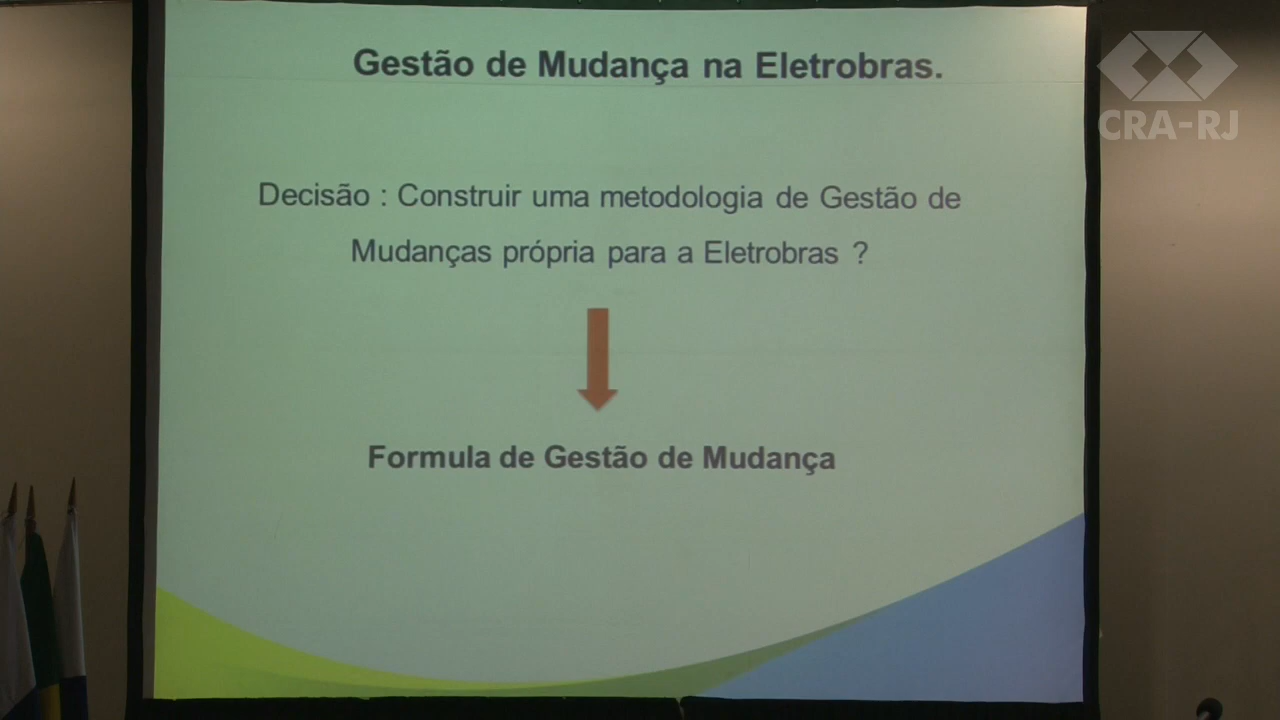 Gestão de Mudança na Eletrobras.
CRA-RJ
Decisão : Construir uma metodologia de Gestão de
Mudanças própria para a Eletrobras ?
Formula de Gestão de Mudança